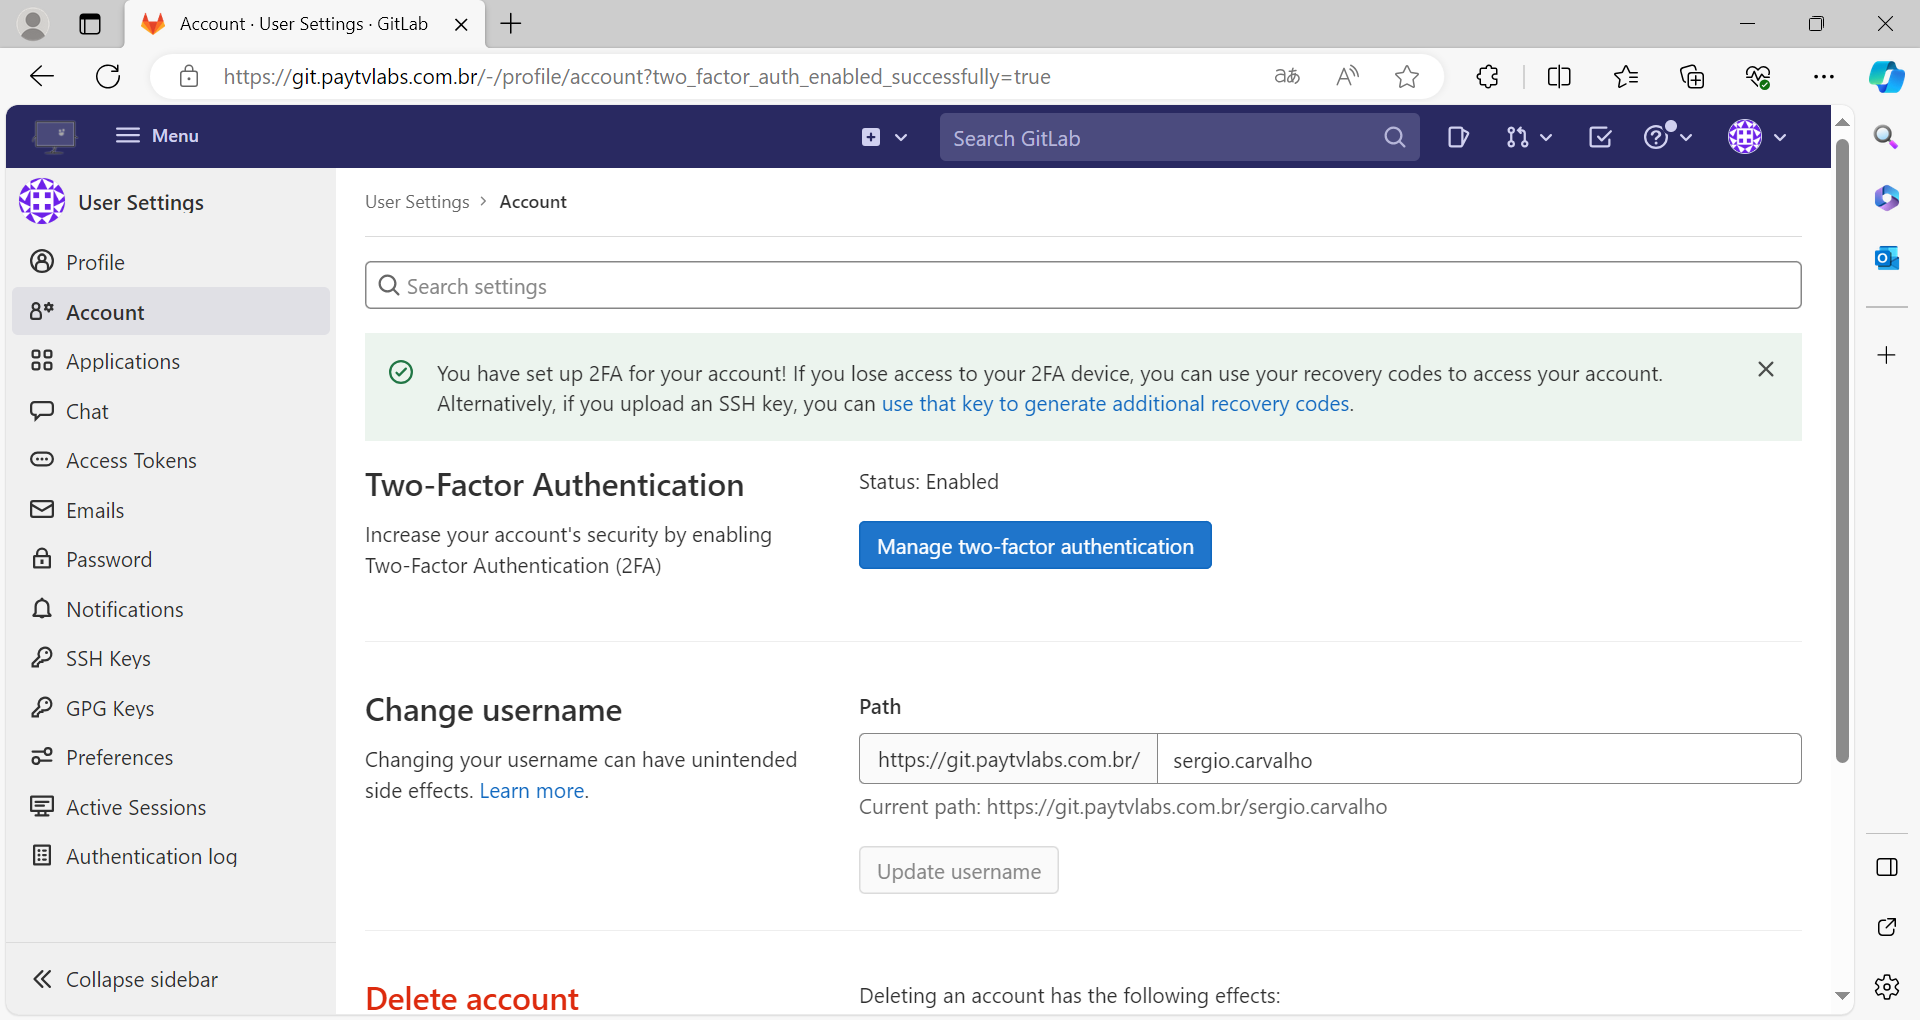 Account · User Settings · GitLab
https://git.paytvlabs.com.br/-/profile/account?two_factor_auth_enabled_successfully=true
aあ
Menu
Search GitLab
User Settings
User Settings > Account
Profile
Search settings
Account
Applications
Chat
Access Tokens
Emails
Password
Notifications
SSH Keys
GPG Keys
Preferences
Active Sessions
Authentication log
Collapse sidebar
You have set up 2FA for your account! If you lose access to your 2FA device, you can use your recovery codes to access your account.
Alternatively, if you upload an SSH key, you can use that key to generate additional recovery codes.
Two-Factor Authentication
Increase your account's security by enabling
Two-Factor Authentication (2FA)
Status: Enabled
Manage two-factor authentication
Change username
Changing your username can have unintended
side effects. Learn more.
Path
https://git.paytvlabs.com.br/ sergio.carvalho
Current path: https://git.paytvlabs.com.br/sergio.carvalho
Update username
Delete account
Deleting an account has the following effects: